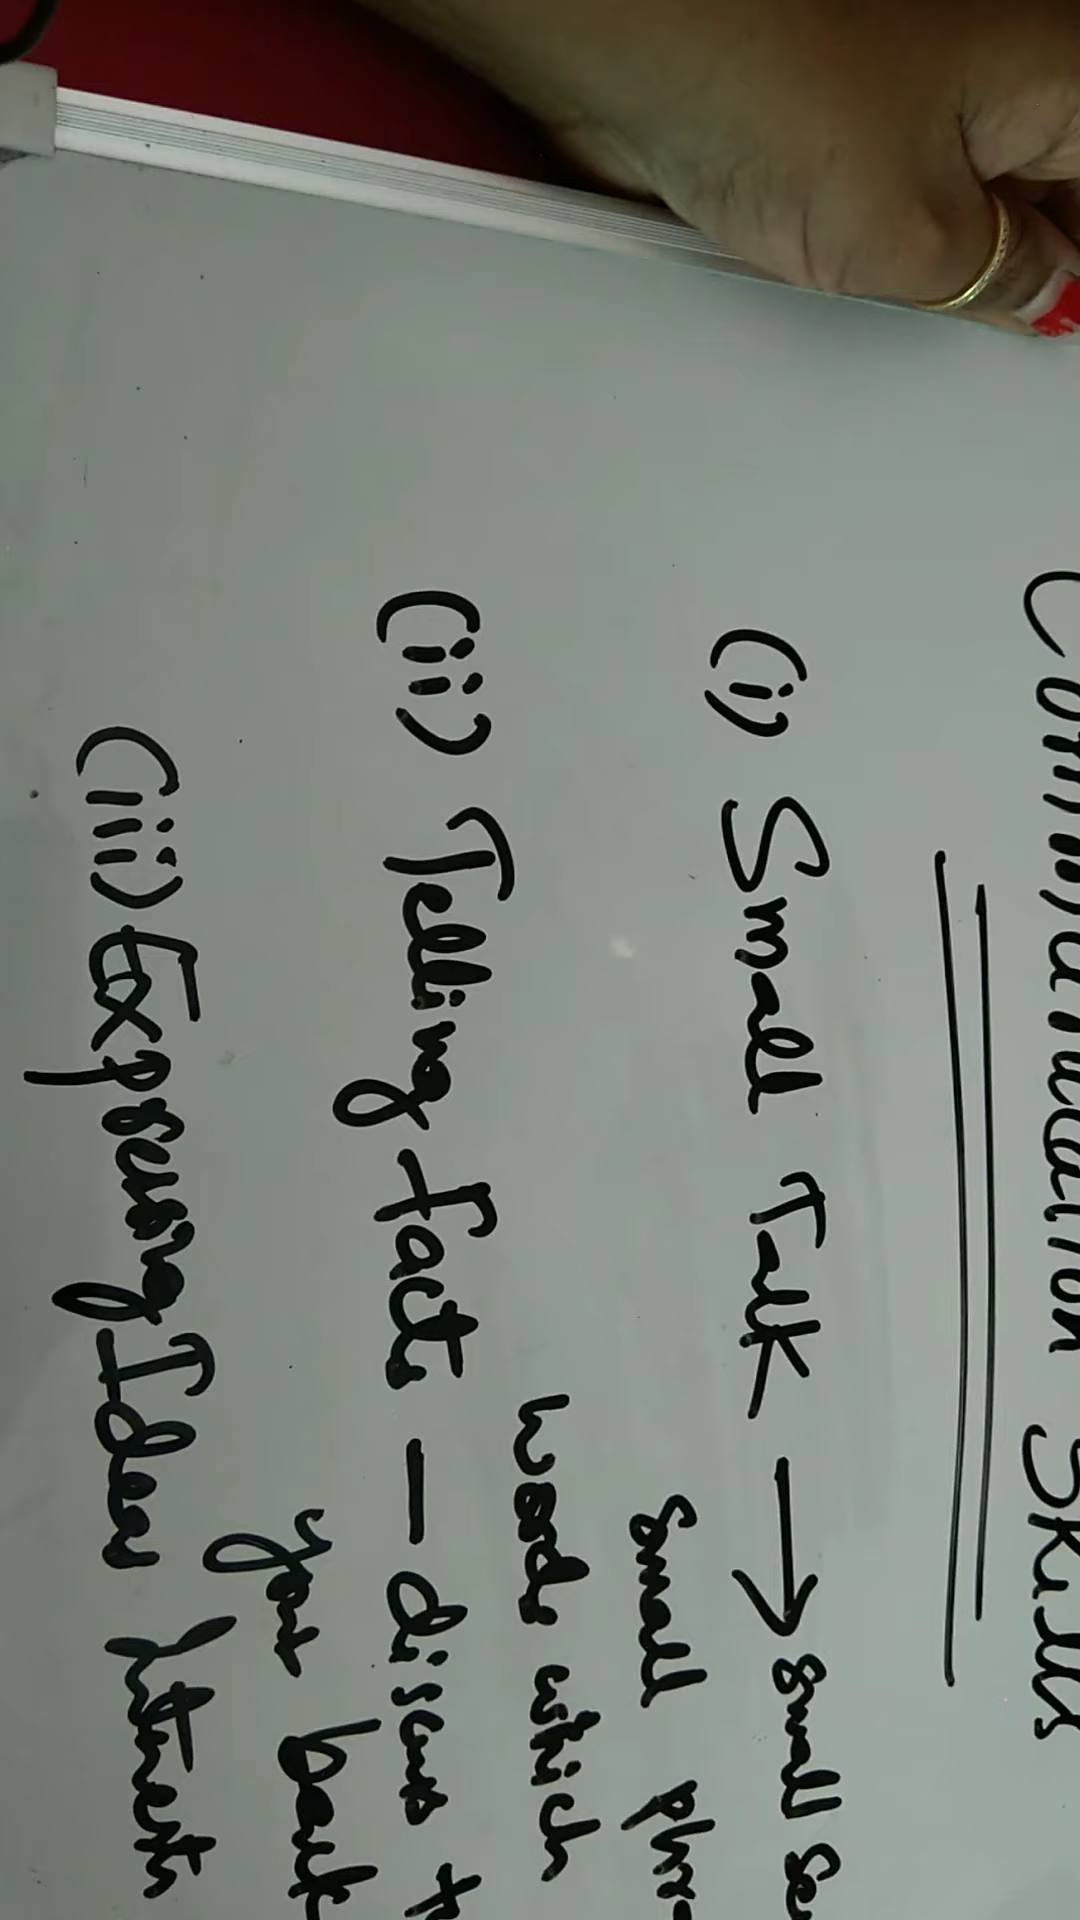 Communication Skills
(i) Small Talk → small se
small phr-
words which
(ii) Telling facts — discuss
your back
(iii) Expressing Ideas Interests